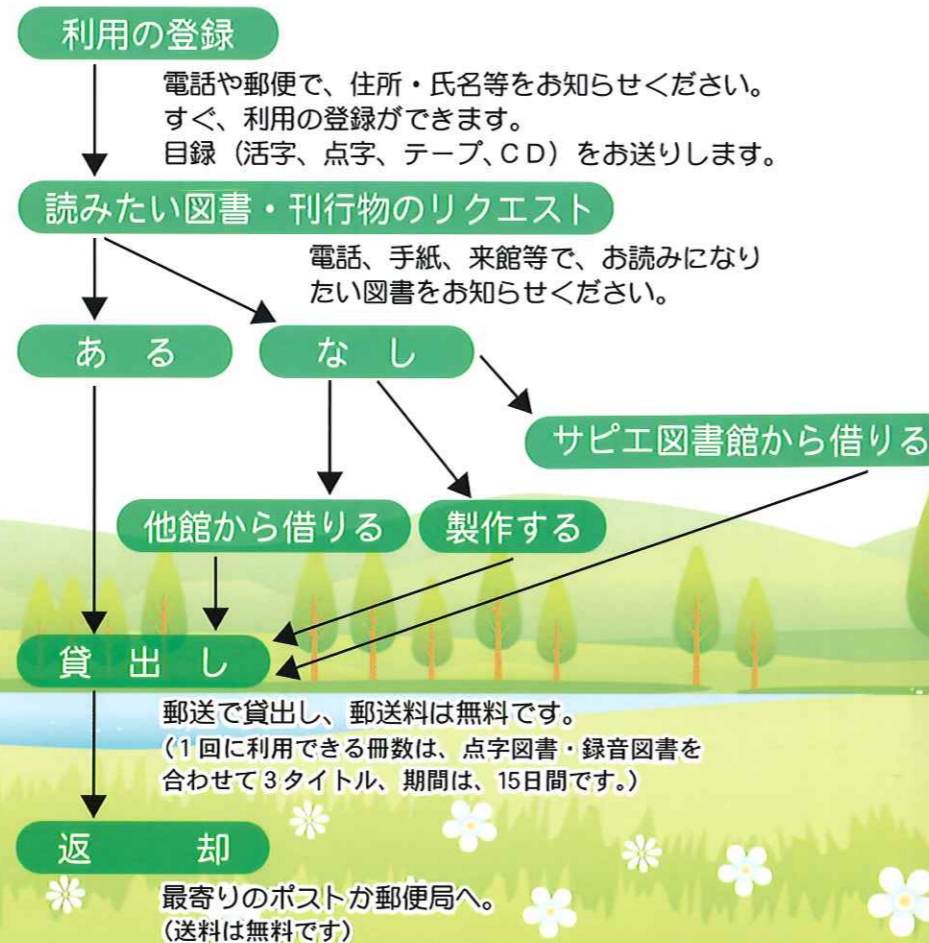 利用の登録
電話や郵便で、住所・氏名等をお知らせください。
すぐ、利用の登録ができます。
目録（活字、点字、テープ、ＣＤ）をお送りします。
読みたい図書・刊行物のリクエスト
電話、手紙、来館等で、お読みになり
たい図書をお知らせください。
ある
なし
サピエ図書館から借りる
他館から借りる
製作する
貸出し
郵送で貸出し、郵送料は無料です。
（１回に利用できる冊数は、点字図書・録音図書を
合わせて３タイトル、期間は、15日間です。）
返却
最寄りのポストか郵便局へ。
（送料は無料です）